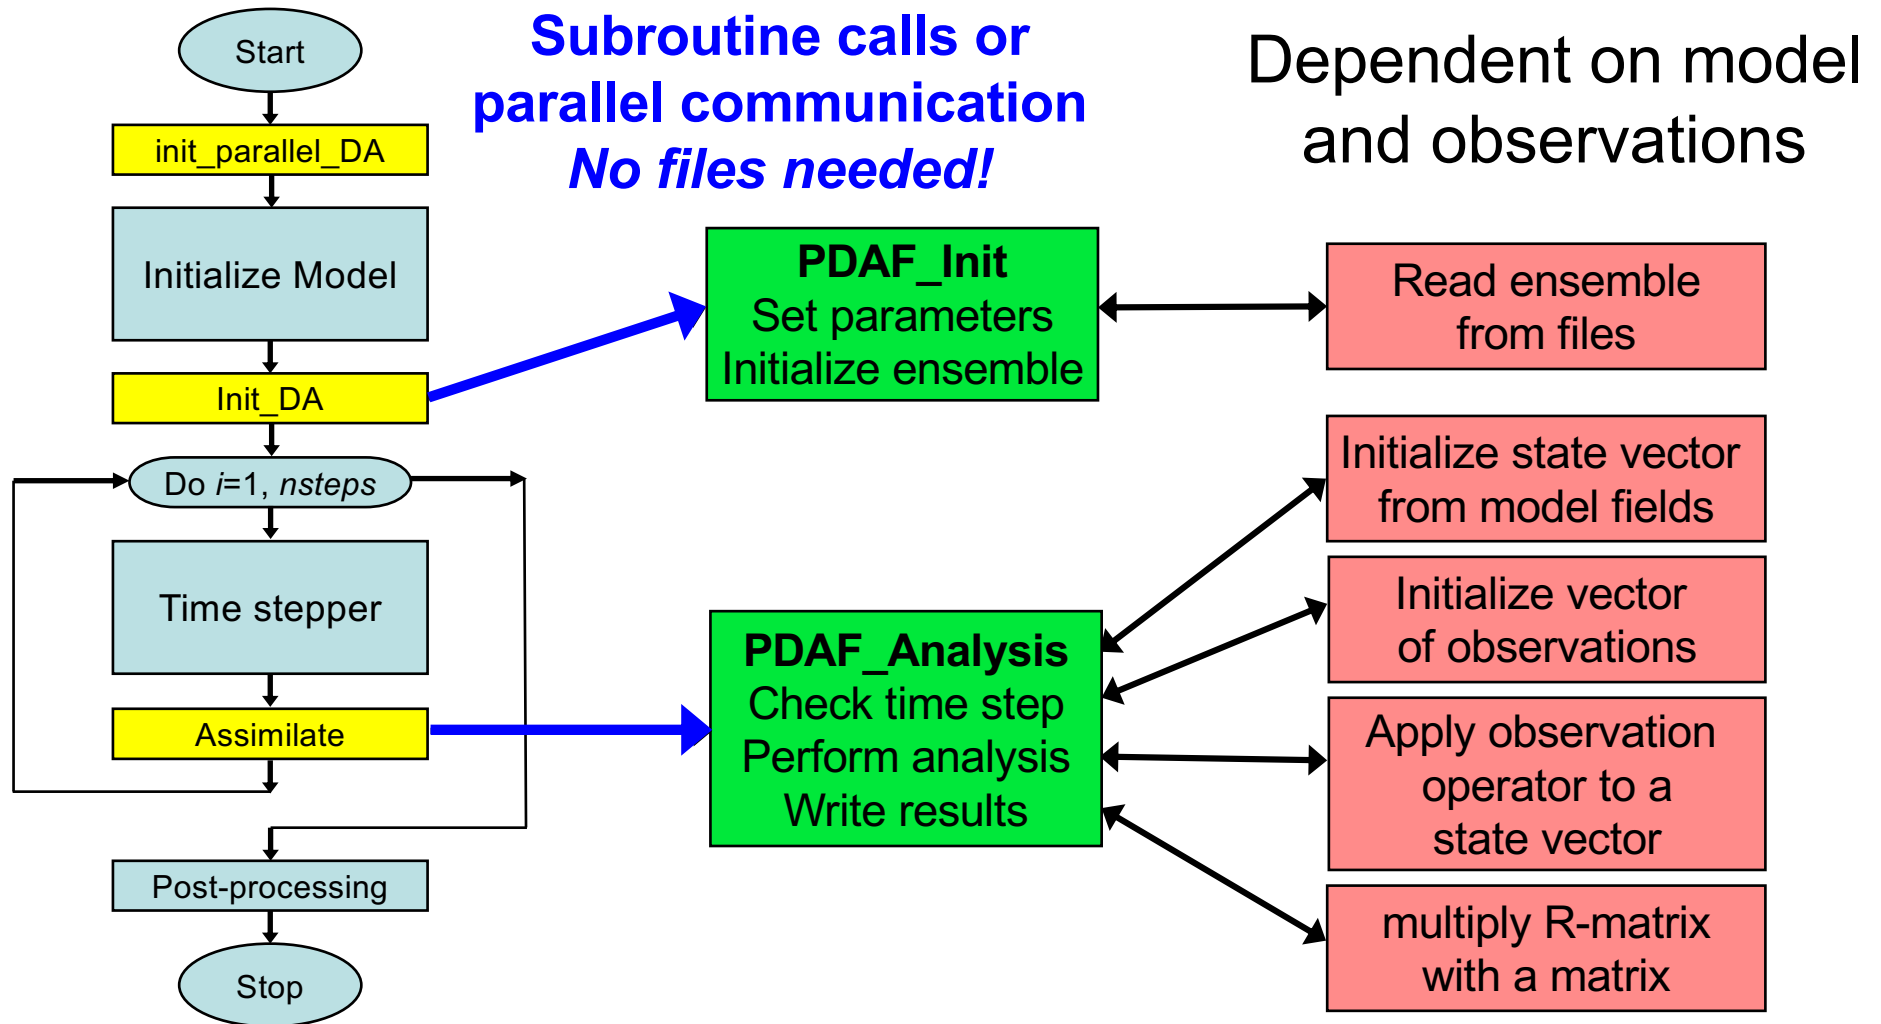 Start
init_parallel_DA
Initialize Model
Init_DA
Do i=1, nsteps
Time stepper
Assimilate
Post-processing
Stop
Subroutine calls or
parallel communication
No files needed!
PDAF_Init
Set parameters
Initialize ensemble
PDAF_Analysis
Check time step
Perform analysis
Write results
Dependent on model
and observations
Read ensemble
from files
Initialize state vector
from model fields
Initialize vector
of observations
Apply observation
operator to a
state vector
multiply R-matrix
with a matrix